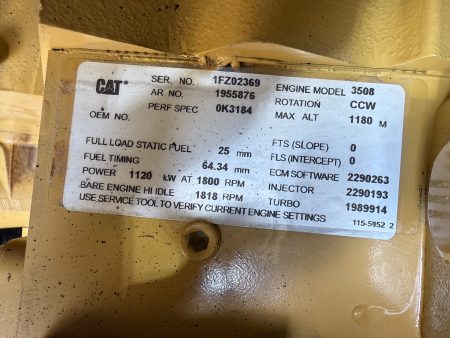 CAT SER. NO. 1FZ02369 ENGINE MODEL 3508
AR NO. 1955876 ROTATION CCW
PERF SPEC 0K3184 MAX ALT 1180 M
OEM NO.
FULL LOAD STATIC FUEL 25 mm FTS (SLOPE) 0
FUEL TIMING 64.34 mm FLS (INTERCEPT) 0
POWER 1120 kW AT 1800 RPM ECM SOFTWARE 2290263
BARE ENGINE HI IDLE 1818 RPM INJECTOR 2290193
USE SERVICE TOOL TO VERIFY CURRENT ENGINE SETTINGS TURBO 1989914
115-5852 2